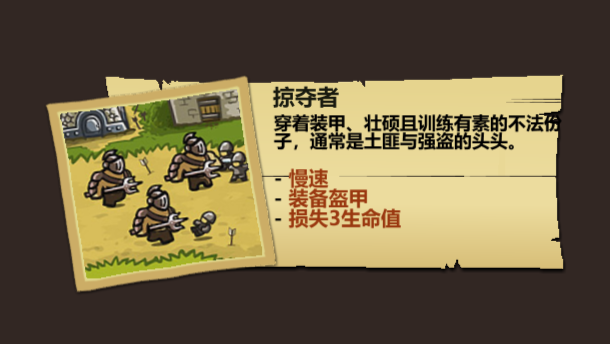 掠夺者
穿着装甲、壮硕且训练有素的不法份
子，通常是土匪与强盗的头头。
- 慢速
- 装备盔甲
- 损失3生命值